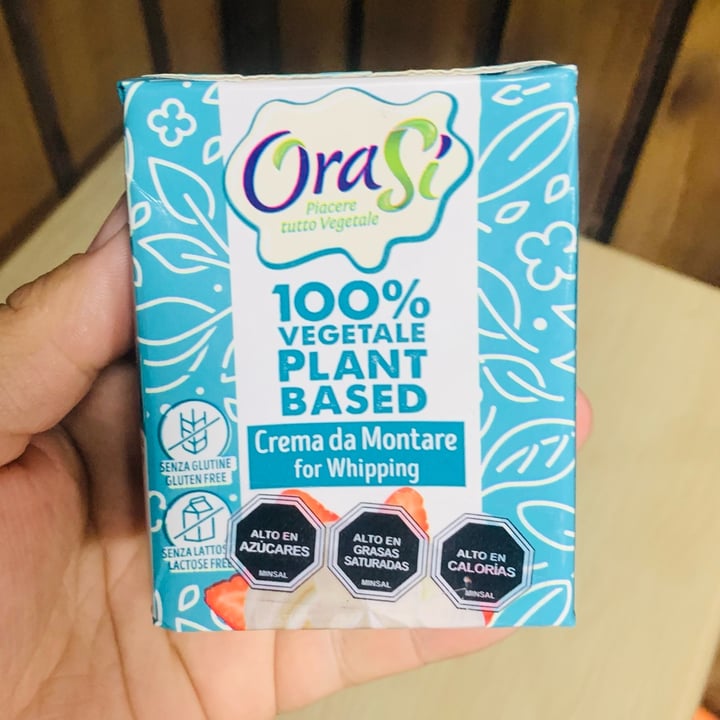 OraSì
Piacere
tutto Vegetale
100%
VEGETALE
PLANT
BASED
Crema da Montare
for Whipping
SENZA GLUTINE
GLUTEN FREE
SENZA LATTOS
LACTOSE FREE
ALTO EN
AZÚCARES
MINSAL
ALTO EN
GRASAS
SATURADAS
MINSAL
ALTO EN
CALORÍAS
MINSAL